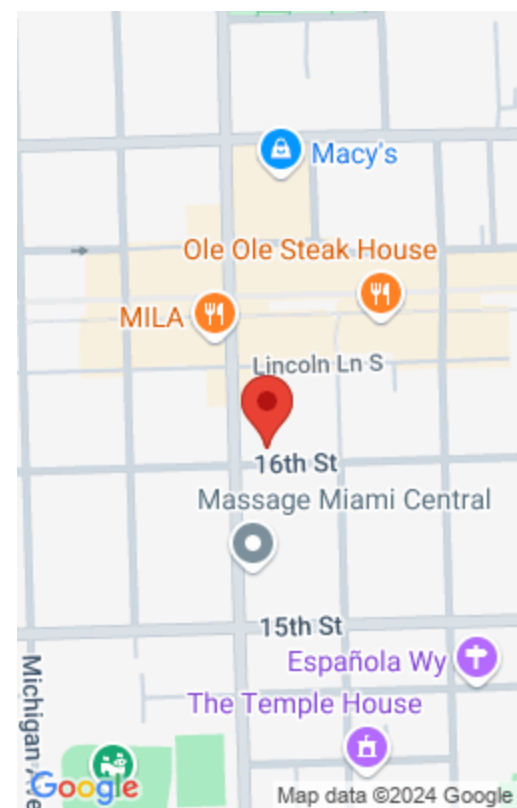 Macy's
Ole Ole Steak House
MILA
Lincoln Ln S
16th St
Massage Miami Central
15th St
Española Wy
Michigan Ave
The Temple House
Google
Map data ©2024 Google